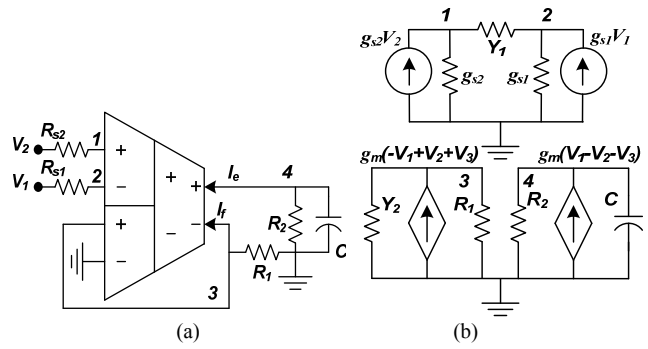 V₂ Rₛ₂ 1
V₁ Rₛ₁ 2
+
−
+
−
+ +
− −
Iₑ
I_f
4
R₂
C
R₁
3
(a)
1 2
gₛ₂V₂ Y₁ gₛ₁V₁
gₛ₂ gₛ₁
gₘ(-V₁+V₂+V₃) gₘ(V₁-V₂-V₃)
3 4
Y₂ R₁ R₂ C
(b)